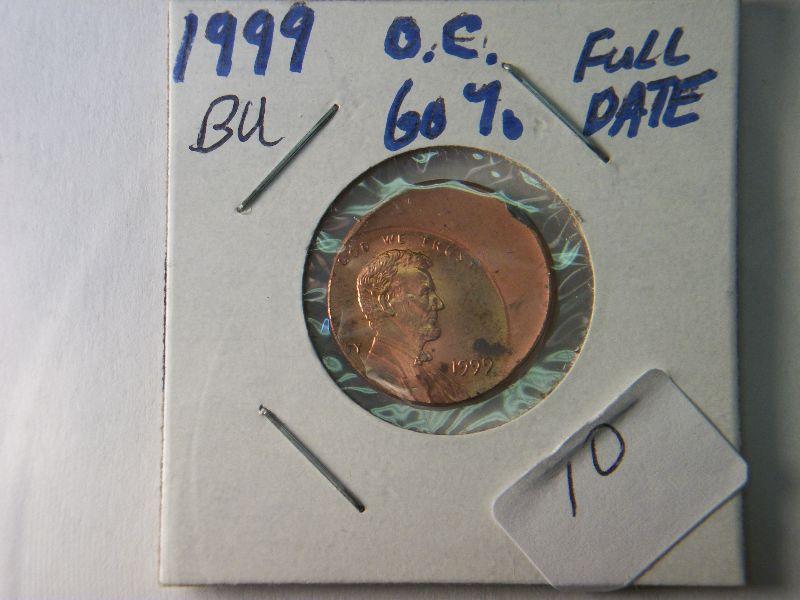 1999 O.C. FULL
BU 60% DATE
GOD WE TRUST
1999
10